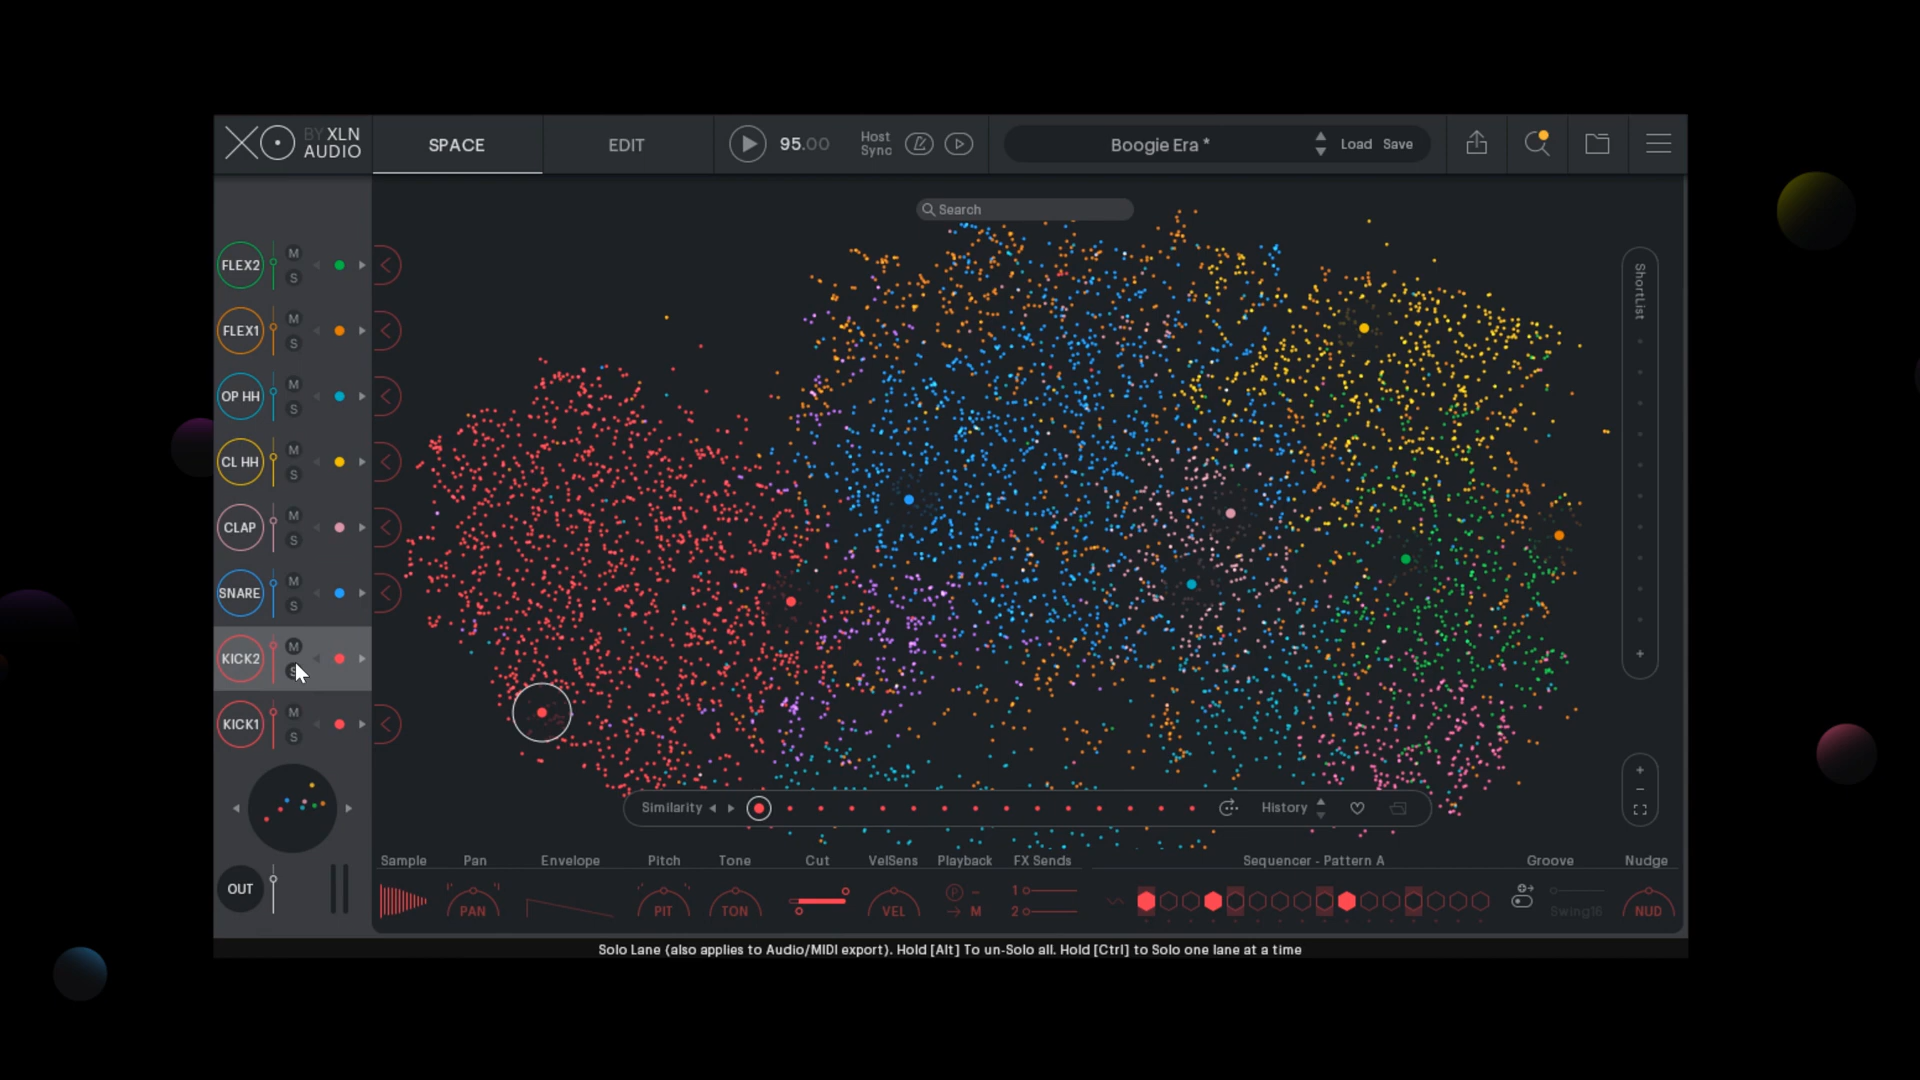 XO BY XLN AUDIO
SPACE
EDIT
95.00
Host Sync
Boogie Era *
Load
Save
Search
ShortList
FLEX2
M
S
FLEX1
M
S
OP HH
M
S
CL HH
M
S
CLAP
M
S
SNARE
M
S
KICK2
M
S
KICK1
M
S
Similarity
History
OUT
Sample
Pan
Envelope
Pitch
Tone
Cut
VelSens
Playback
FX Sends
Sequencer - Pattern A
Groove
Nudge
PAN
PIT
TON
VEL
P
M
1
2
Swing16
NUD
Solo Lane (also applies to Audio/MIDI export). Hold [Alt] To un-Solo all. Hold [Ctrl] to Solo one lane at a time